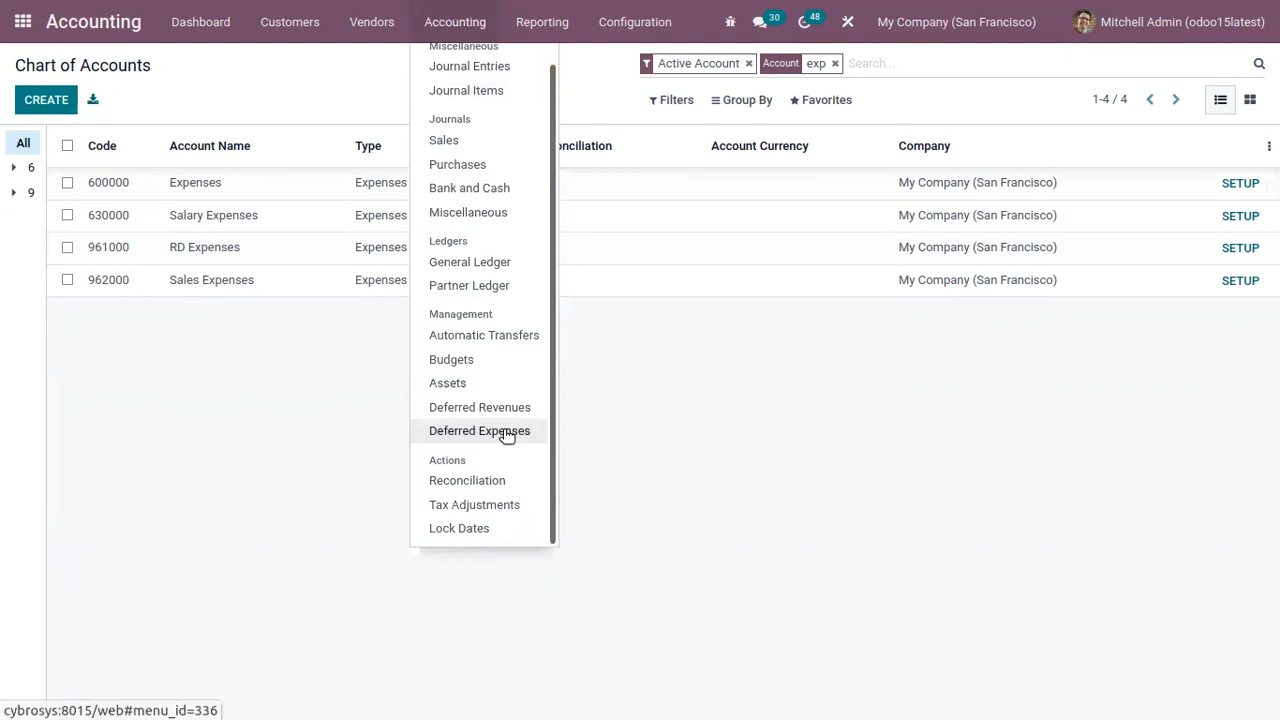 Accounting Dashboard Customers Vendors Accounting Reporting Configuration 30 48 My Company (San Francisco) Mitchell Admin (odoo15latest)
Chart of Accounts
Active Account × Account exp × Search...
CREATE
Filters Group By Favorites 1-4 / 4
All
6
9
Code Account Name Type Account Currency Company
600000 Expenses Expenses My Company (San Francisco) SETUP
630000 Salary Expenses Expenses My Company (San Francisco) SETUP
961000 RD Expenses Expenses My Company (San Francisco) SETUP
962000 Sales Expenses Expenses My Company (San Francisco) SETUP
Miscellaneous
Journal Entries
Journal Items
Journals
Sales
Purchases
Bank and Cash
Miscellaneous
Ledgers
General Ledger
Partner Ledger
Management
Automatic Transfers
Budgets
Assets
Deferred Revenues
Deferred Expenses
Actions
Reconciliation
Tax Adjustments
Lock Dates
cybrosys:8015/web#menu_id=336